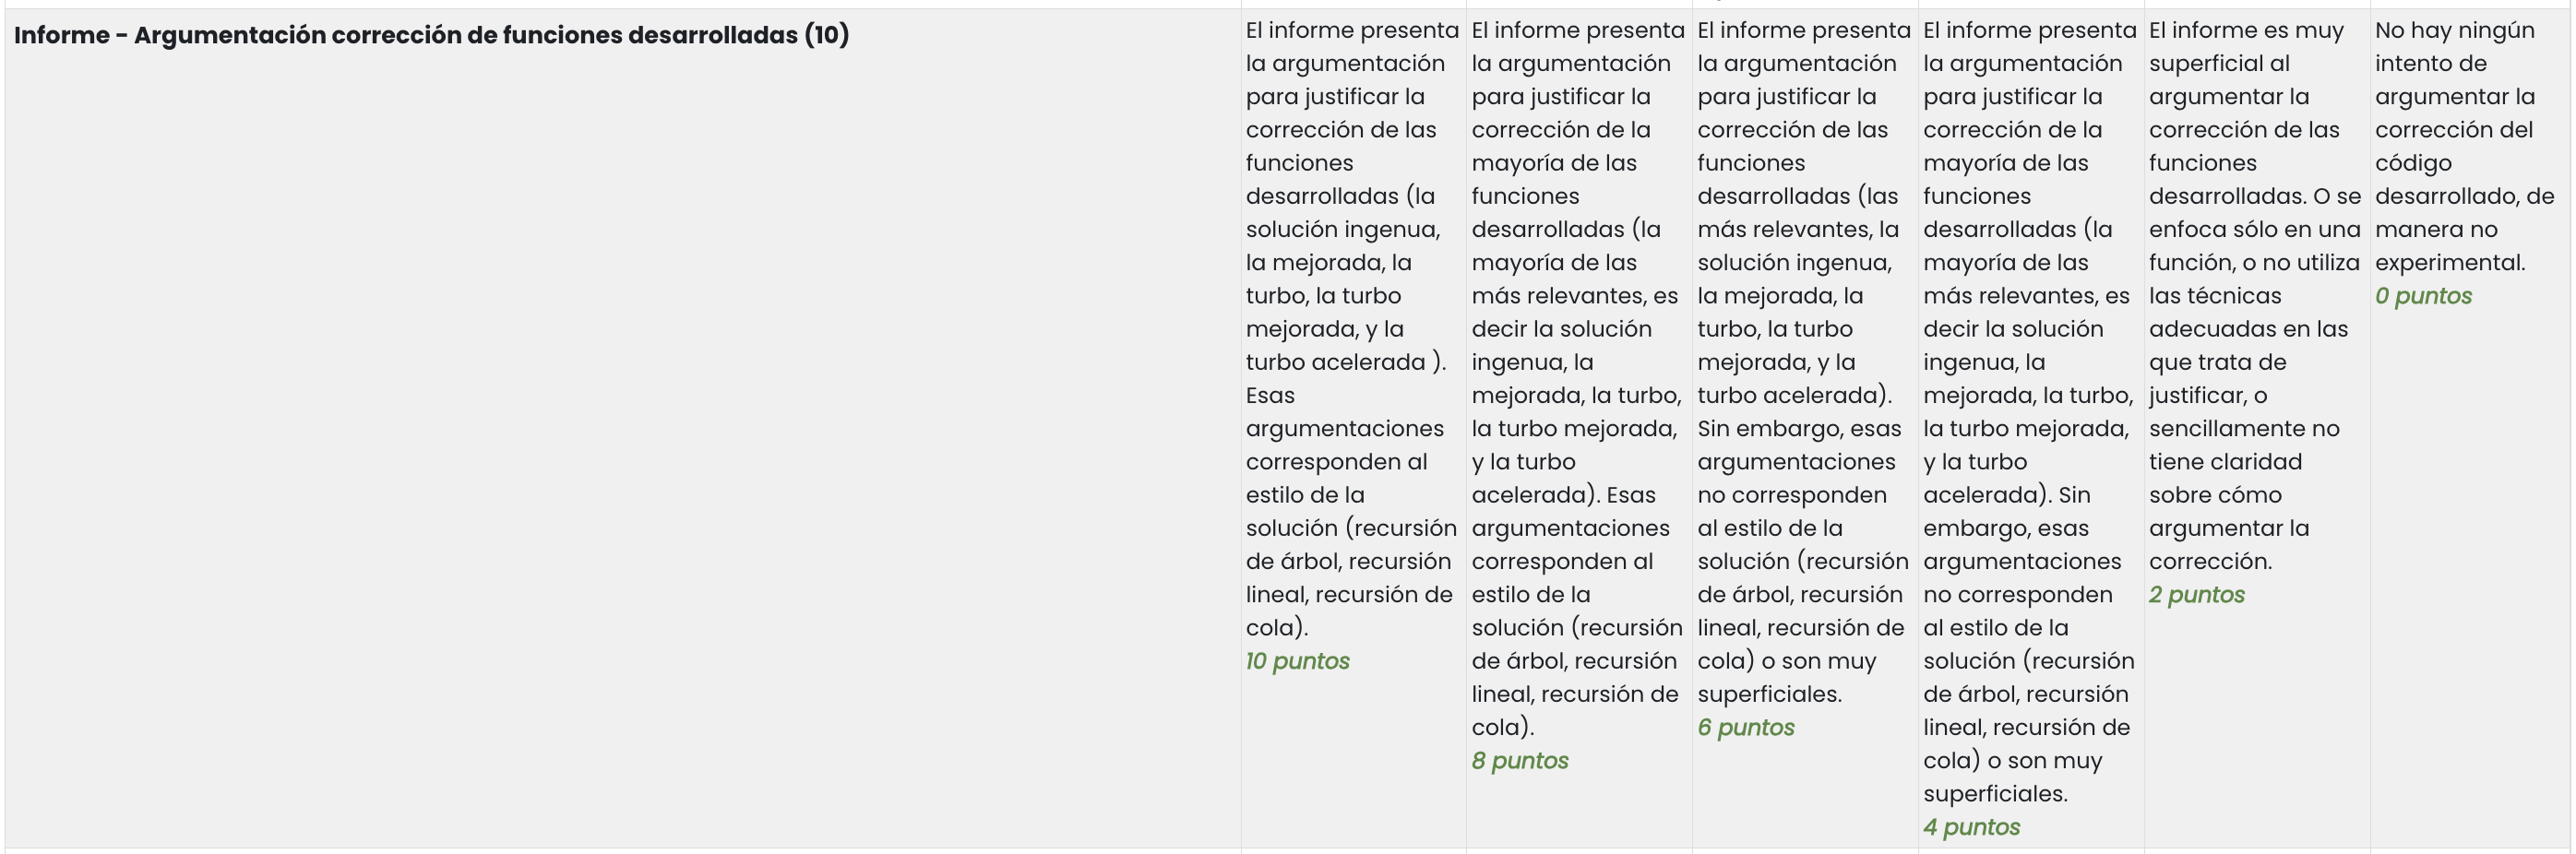 Informe - Argumentación corrección de funciones desarrolladas (10)
El informe presenta
la argumentación
para justificar la
corrección de las
funciones
desarrolladas (la
solución ingenua,
la mejorada, la
turbo, la turbo
mejorada, y la
turbo acelerada ).
Esas
argumentaciones
corresponden al
estilo de la
solución (recursión
de árbol, recursión
lineal, recursión de
cola).
10 puntos
El informe presenta
la argumentación
para justificar la
corrección de la
mayoría de las
funciones
desarrolladas (la
mayoría de las
más relevantes, es
decir la solución
ingenua, la
mejorada, la turbo,
la turbo mejorada,
y la turbo
acelerada). Esas
argumentaciones
corresponden al
estilo de la
solución (recursión
de árbol, recursión
lineal, recursión de
cola).
8 puntos
El informe presenta
la argumentación
para justificar la
corrección de las
funciones
desarrolladas (las
más relevantes, la
solución ingenua,
la mejorada, la
turbo, la turbo
mejorada, y la
turbo acelerada).
Sin embargo, esas
argumentaciones
no corresponden
al estilo de la
solución (recursión
de árbol, recursión
lineal, recursión de
cola) o son muy
superficiales.
6 puntos
El informe presenta
la argumentación
para justificar la
corrección de la
mayoría de las
funciones
desarrolladas (la
mayoría de las
más relevantes, es
decir la solución
ingenua, la
mejorada, la turbo,
la turbo mejorada,
y la turbo
acelerada). Sin
embargo, esas
argumentaciones
no corresponden
al estilo de la
solución (recursión
de árbol, recursión
lineal, recursión de
cola) o son muy
superficiales.
4 puntos
El informe es muy
superficial al
argumentar la
corrección de las
funciones
desarrolladas. O se
enfoca sólo en una
función, o no utiliza
las técnicas
adecuadas en las
que trata de
justificar, o
sencillamente no
tiene claridad
sobre cómo
argumentar la
corrección.
2 puntos
No hay ningún
intento de
argumentar la
corrección del
código
desarrollado, de
manera no
experimental.
0 puntos